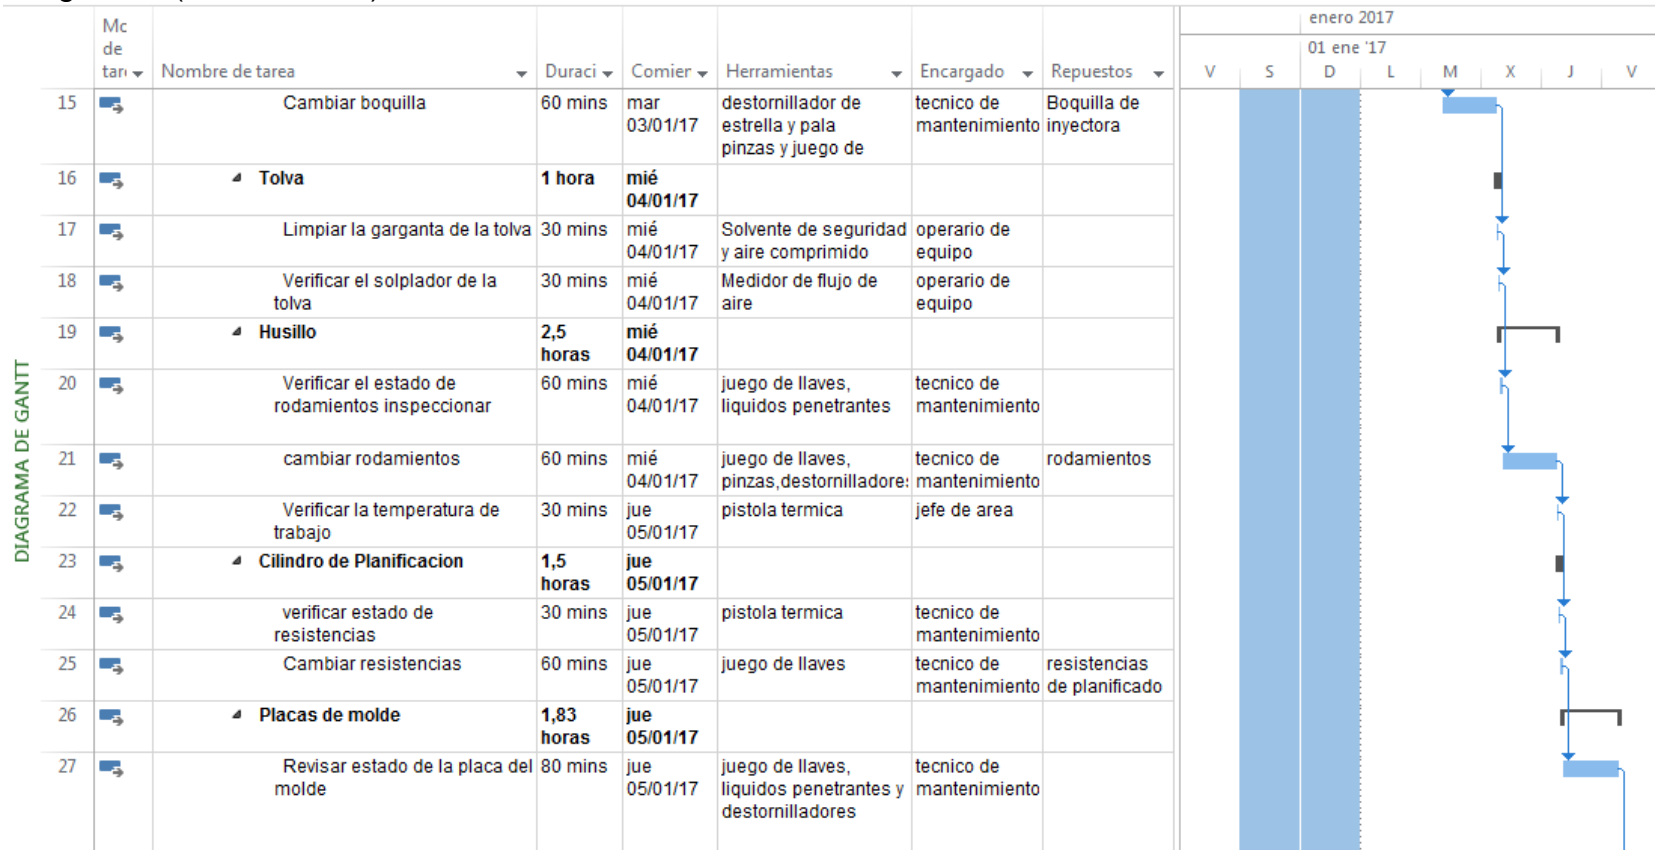 Mc
de
tar
Nombre de tarea
Duraci
Comier
Herramientas
Encargado
Repuestos
enero 2017
01 ene '17
V S D L M X J V
DIAGRAMA DE GANTT
15 Cambiar boquilla 60 mins mar destornillador de tecnico de Boquilla de
03/01/17 estrella y pala mantenimiento inyectora
pinzas y juego de
16 Tolva 1 hora mié
04/01/17
17 Limpiar la garganta de la tolva 30 mins mié Solvente de seguridad operario de
04/01/17 y aire comprimido equipo
18 Verificar el solplador de la 30 mins mié Medidor de flujo de operario de
tolva 04/01/17 aire equipo
19 Husillo 2,5 mié
horas 04/01/17
20 Verificar el estado de 60 mins mié juego de llaves, tecnico de
rodamientos inspeccionar 04/01/17 liquidos penetrantes mantenimiento
21 cambiar rodamientos 60 mins mié juego de llaves, tecnico de rodamientos
04/01/17 pinzas,destornilladore mantenimiento
22 Verificar la temperatura de 30 mins jue pistola termica jefe de area
trabajo 05/01/17
23 Cilindro de Planificacion 1,5 jue
horas 05/01/17
24 verificar estado de 30 mins jue pistola termica tecnico de
resistencias 05/01/17 mantenimiento
25 Cambiar resistencias 60 mins jue juego de llaves tecnico de resistencias
05/01/17 mantenimiento de planificado
26 Placas de molde 1,83 jue
horas 05/01/17
27 Revisar estado de la placa del 80 mins jue juego de llaves, tecnico de
molde 05/01/17 liquidos penetrantes y mantenimiento
destornilladores